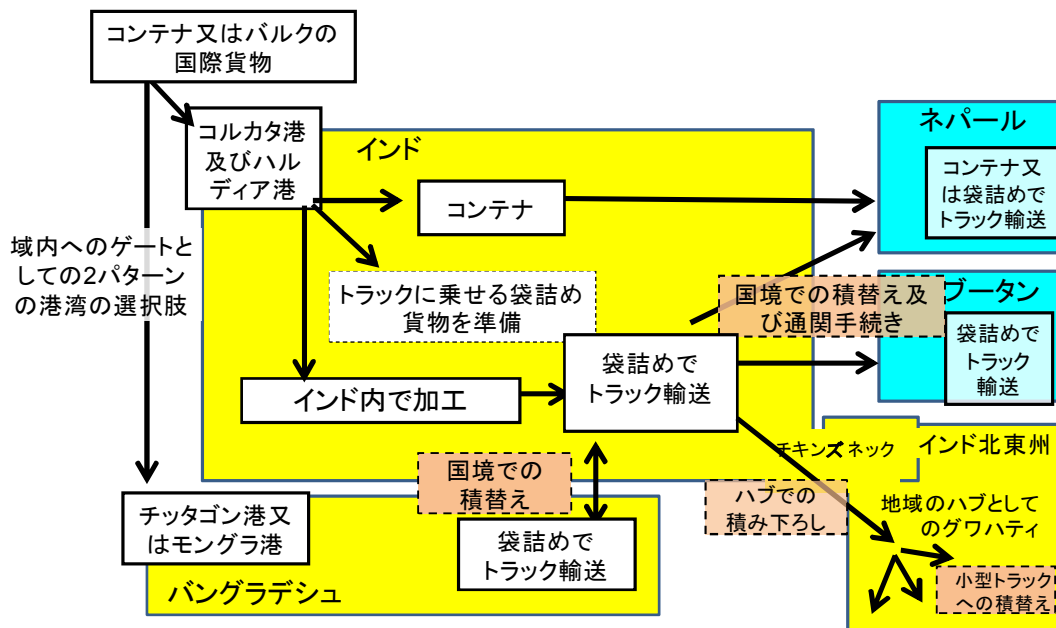 コンテナ又はバルクの
国際貨物
コルカタ港
及びハル
ディア港
インド
ネパール
コンテナ又
は袋詰めで
トラック輸送
コンテナ
域内へのゲートと
しての2パターン
の港湾の選択肢
トラックに乗せる袋詰め
貨物を準備
国境での積替え及
び通関手続き
ブータン
袋詰めで
トラック
輸送
袋詰めで
トラック輸送
インド内で加工
チキンズネック
インド北東州
国境での
積替え
ハブでの
積み下ろし
地域のハブとして
のグワハティ
チッタゴン港又
はモングラ港
袋詰めで
トラック輸送
小型トラック
への積替え
バングラデシュ